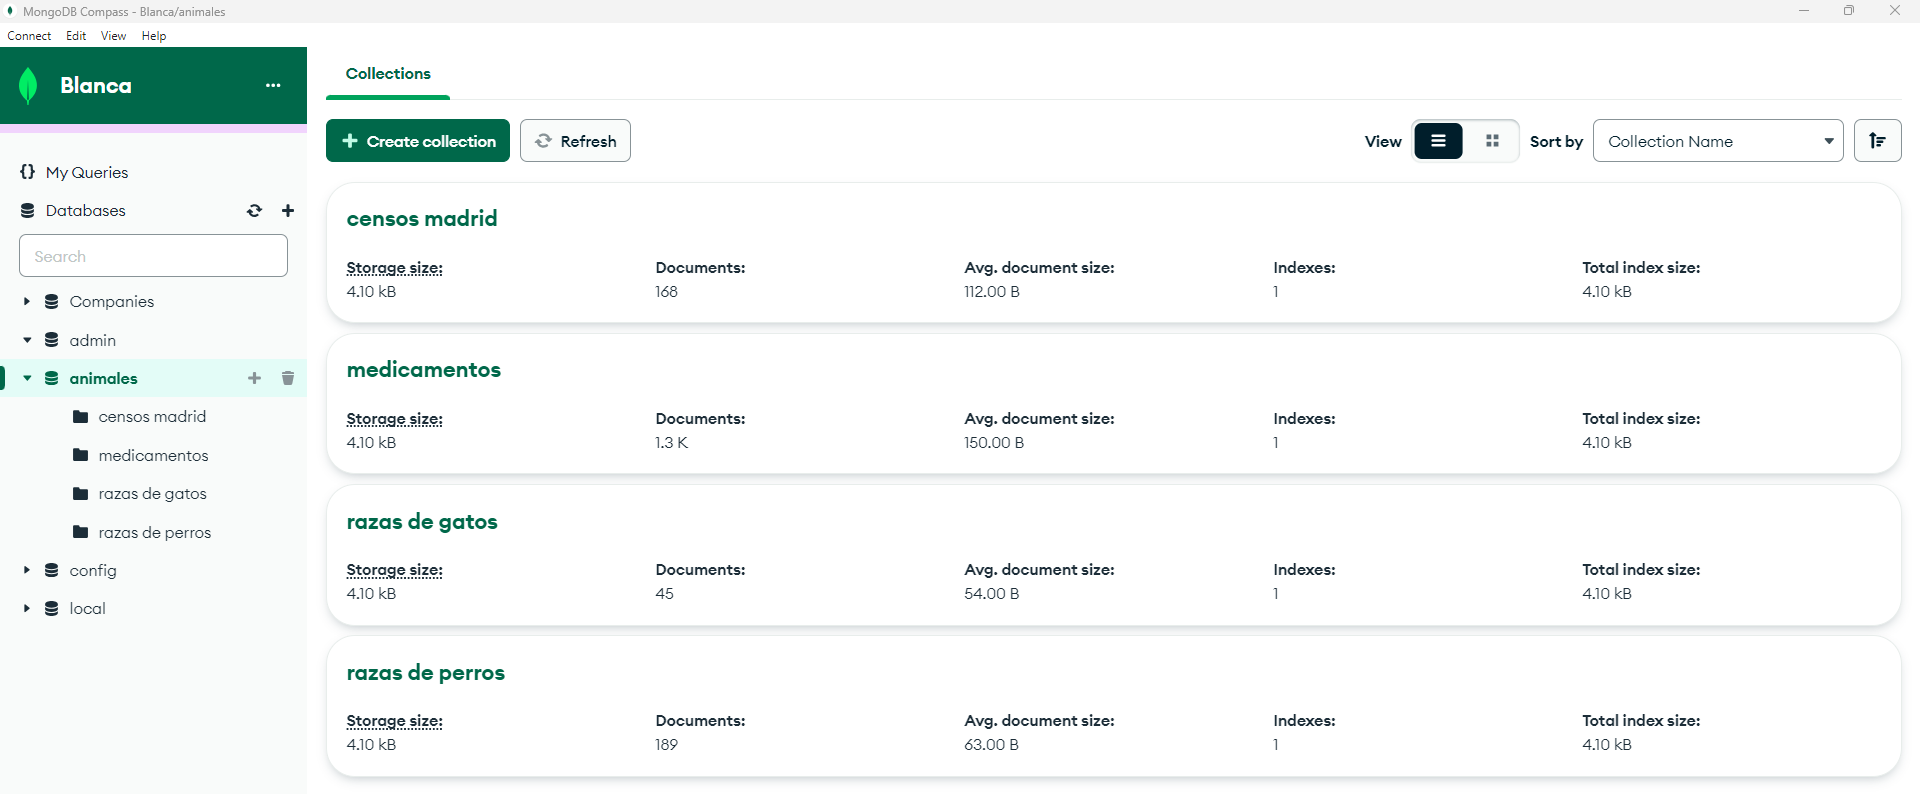 MongoDB Compass - Blanca/animales
Connect Edit View Help
Blanca
My Queries
Databases
Search
Companies
admin
animales
censos madrid
medicamentos
razas de gatos
razas de perros
config
local
Collections
Create collection Refresh View Sort by Collection Name
censos madrid
Storage size: Documents: Avg. document size: Indexes: Total index size:
4.10 kB 168 112.00 B 1 4.10 kB
medicamentos
Storage size: Documents: Avg. document size: Indexes: Total index size:
4.10 kB 1.3 K 150.00 B 1 4.10 kB
razas de gatos
Storage size: Documents: Avg. document size: Indexes: Total index size:
4.10 kB 45 54.00 B 1 4.10 kB
razas de perros
Storage size: Documents: Avg. document size: Indexes: Total index size:
4.10 kB 189 63.00 B 1 4.10 kB